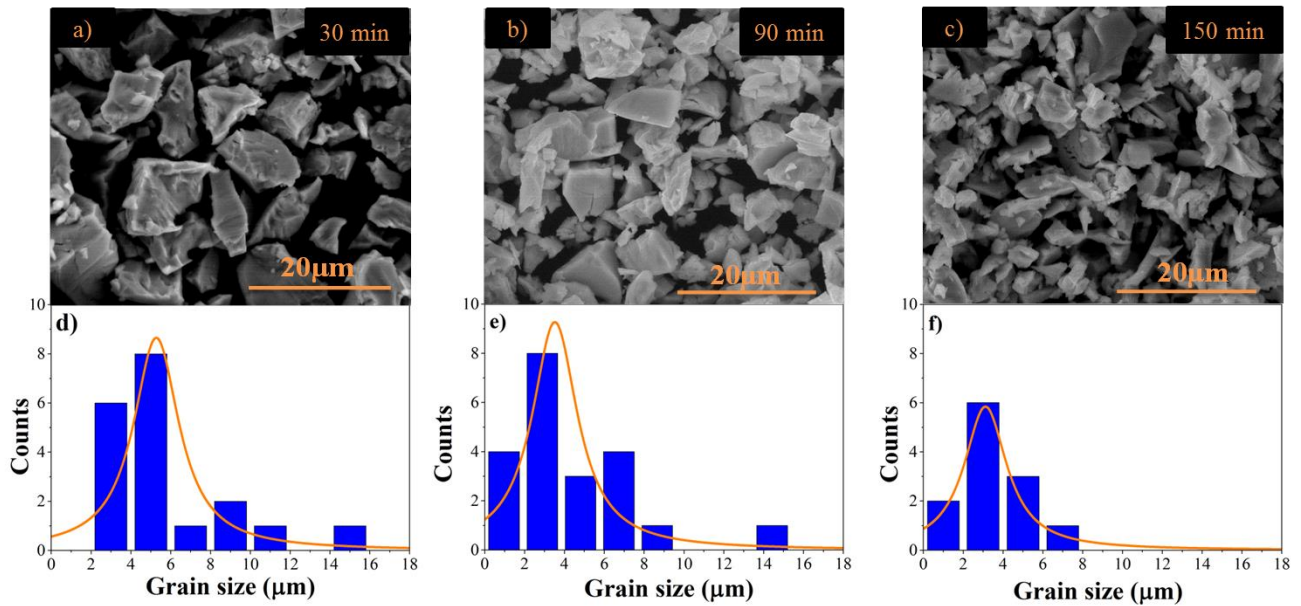 a)
30 min
b)
90 min
c)
150 min
20μm
20μm
20μm
d)
10
8
6
4
2
0
Counts
0 2 4 6 8 10 12 14 16 18
Grain size (μm)
e)
10
8
6
4
2
0
Counts
0 2 4 6 8 10 12 14 16 18
Grain size (μm)
f)
10
8
6
4
2
0
Counts
0 2 4 6 8 10 12 14 16 18
Grain size (μm)